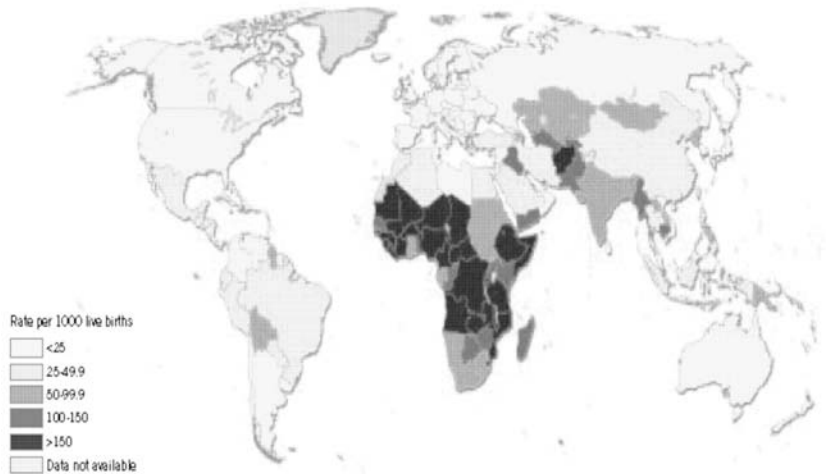 Rate per 1000 live births
<25
25-49.9
50-99.9
100-150
>150
Data not available